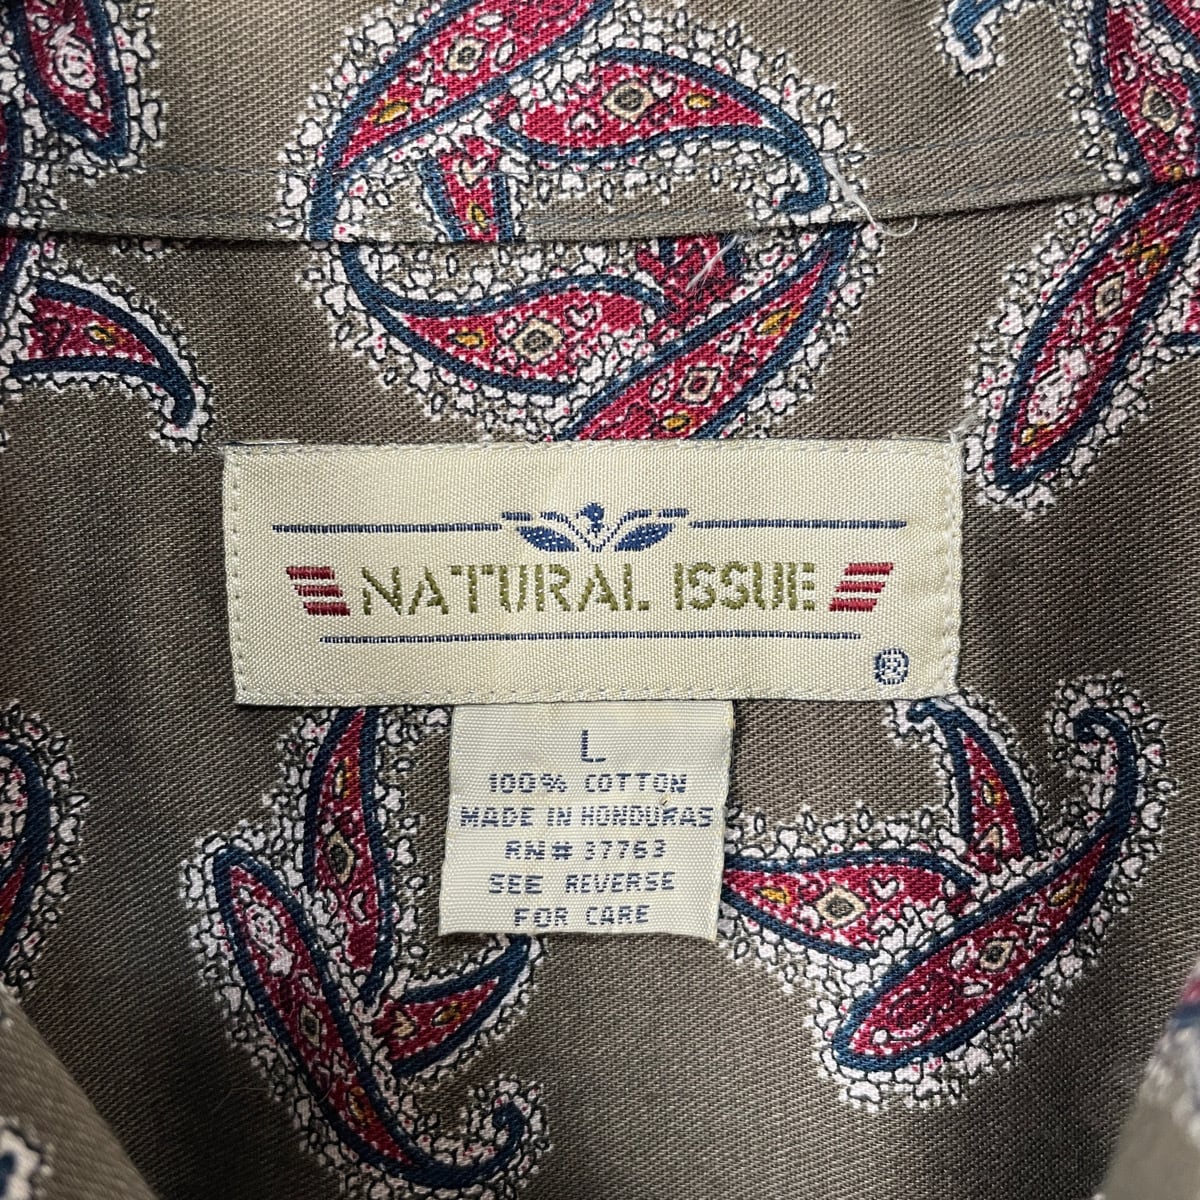 NATURAL ISSUE
®
L
100% COTTON
MADE IN HONDURAS
RN# 37763
SEE REVERSE
FOR CARE